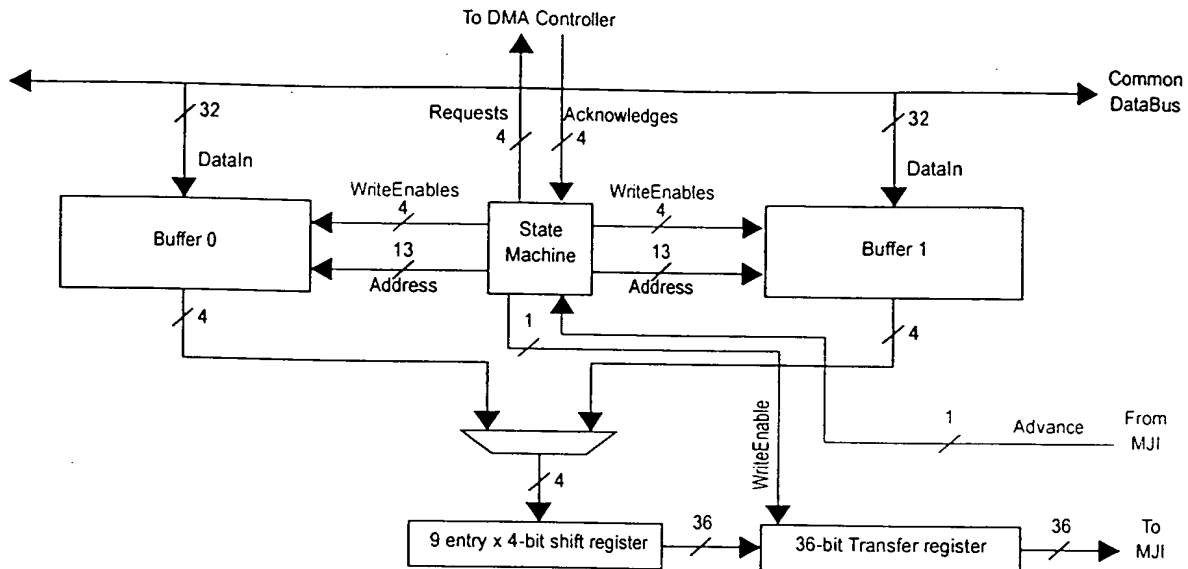 To DMA Controller
Common
DataBus
32
Requests
4
Acknowledges
4
32
DataIn
DataIn
WriteEnables
4
WriteEnables
4
Buffer 0
State
Machine
Buffer 1
13
Address
13
Address
4
1
4
WriteEnable
1
Advance
From
MJI
4
9 entry x 4-bit shift register
36
36-bit Transfer register
36
To
MJI